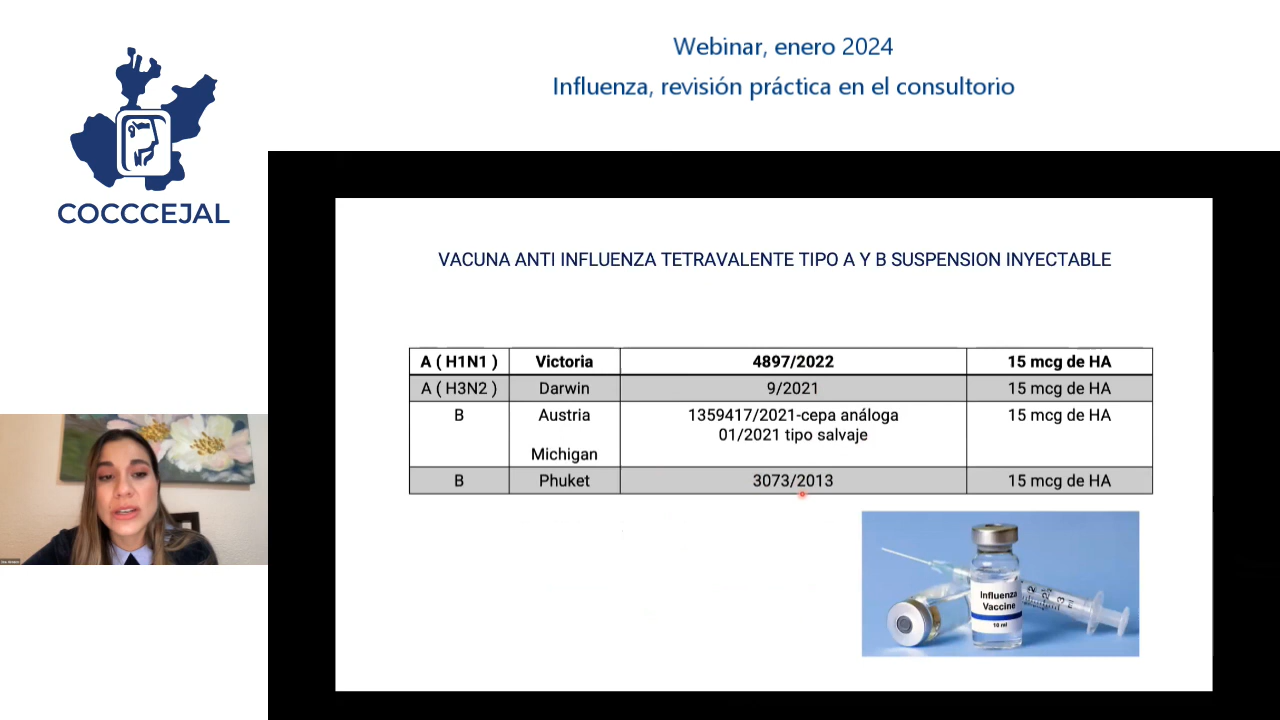 Webinar, enero 2024
Influenza, revisión práctica en el consultorio
COCCCEJAL
VACUNA ANTI INFLUENZA TETRAVALENTE TIPO A Y B SUSPENSION INYECTABLE
A ( H1N1 ) Victoria 4897/2022 15 mcg de HA
A ( H3N2 ) Darwin 9/2021 15 mcg de HA
B Austria 1359417/2021-cepa análoga 15 mcg de HA
01/2021 tipo salvaje
Michigan
B Phuket 3073/2013 15 mcg de HA
Influenza
Vaccine
10 ml